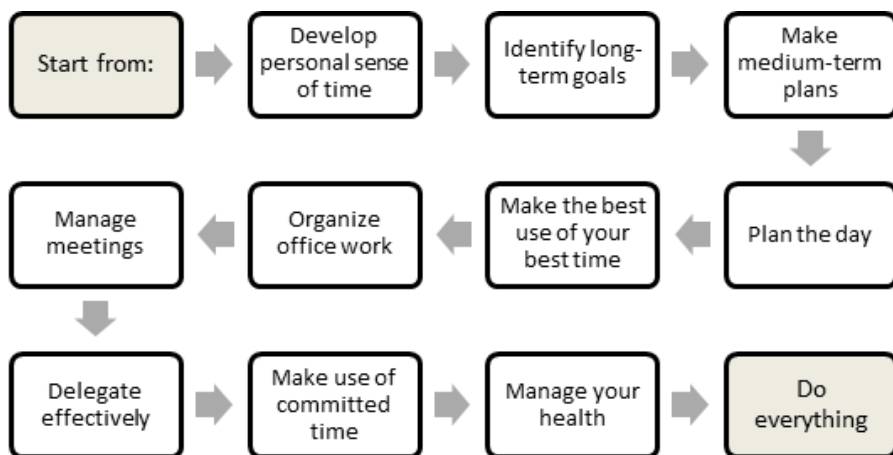 Start from:
Develop
personal sense
of time
Identify long-
term goals
Make
medium-term
plans
Plan the day
Make the best
use of your
best time
Organize
office work
Manage
meetings
Delegate
effectively
Make use of
committed
time
Manage your
health
Do
everything